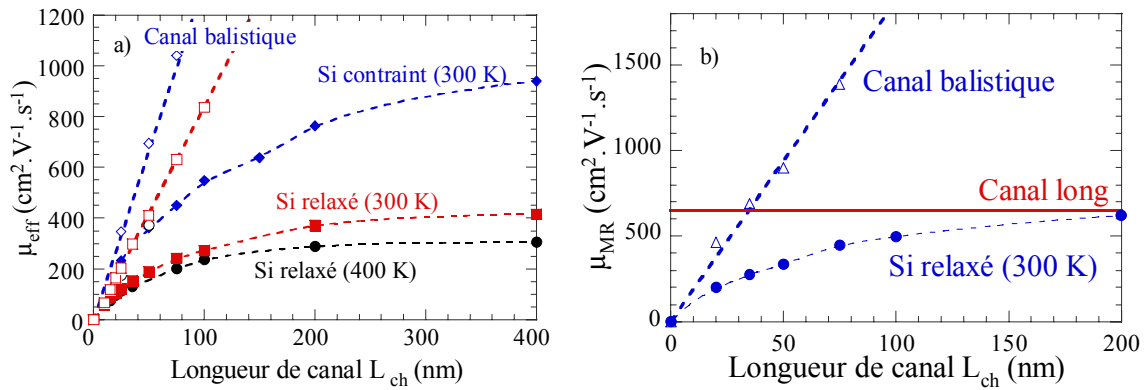 a)
Canal balistique
Si contraint (300 K)
Si relaxé (300 K)
Si relaxé (400 K)
μeff (cm².V⁻¹.s⁻¹)
1200
1000
800
600
400
200
0
0 100 200 300 400
Longueur de canal Lch (nm)
b)
Canal balistique
Canal long
Si relaxé (300 K)
μMR (cm².V⁻¹.s⁻¹)
1500
1000
500
0
0 50 100 150 200
Longueur de canal Lch (nm)